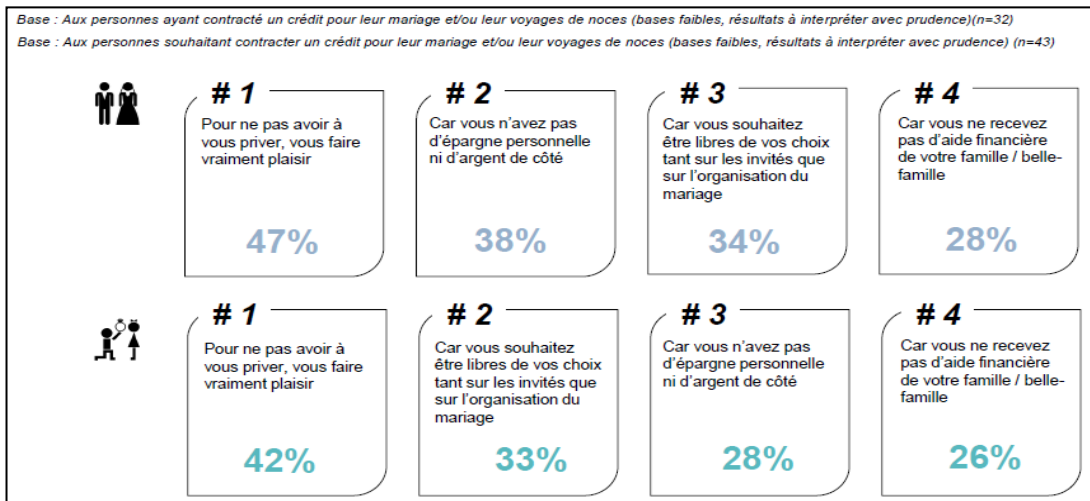 Base : Aux personnes ayant contracté un crédit pour leur mariage et/ou leur voyages de noces (bases faibles, résultats à interpréter avec prudence)(n=32)
Base : Aux personnes souhaitant contracter un crédit pour leur mariage et/ou leur voyages de noces (bases faibles, résultats à interpréter avec prudence) (n=43)
# 1
Pour ne pas avoir à
vous priver, vous faire
vraiment plaisir
47%
# 2
Car vous n'avez pas
d'épargne personnelle
ni d'argent de côté
38%
# 3
Car vous souhaitez
être libres de vos choix
tant sur les invités que
sur l'organisation du
mariage
34%
# 4
Car vous ne recevez
pas d'aide financière
de votre famille / belle-
famille
28%
# 1
Pour ne pas avoir à
vous priver, vous faire
vraiment plaisir
42%
# 2
Car vous souhaitez
être libres de vos choix
tant sur les invités que
sur l'organisation du
mariage
33%
# 3
Car vous n'avez pas
d'épargne personnelle
ni d'argent de côté
28%
# 4
Car vous ne recevez
pas d'aide financière
de votre famille / belle-
famille
26%